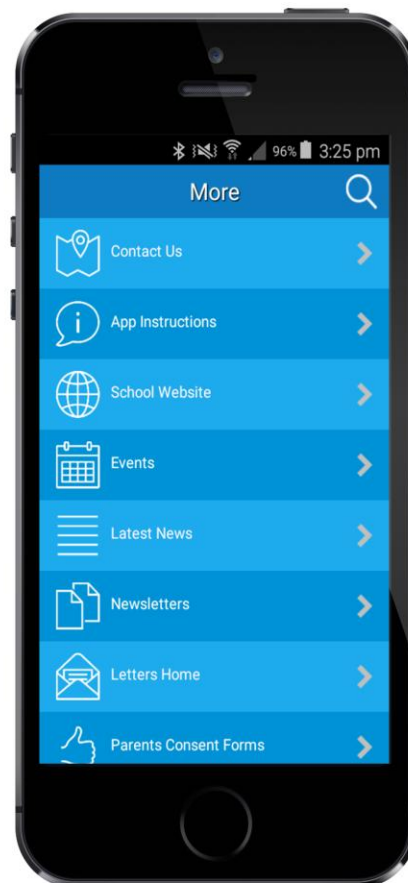 96% 3:25 pm
More
Contact Us
i App Instructions
School Website
Events
Latest News
Newsletters
Letters Home
Parents Consent Forms